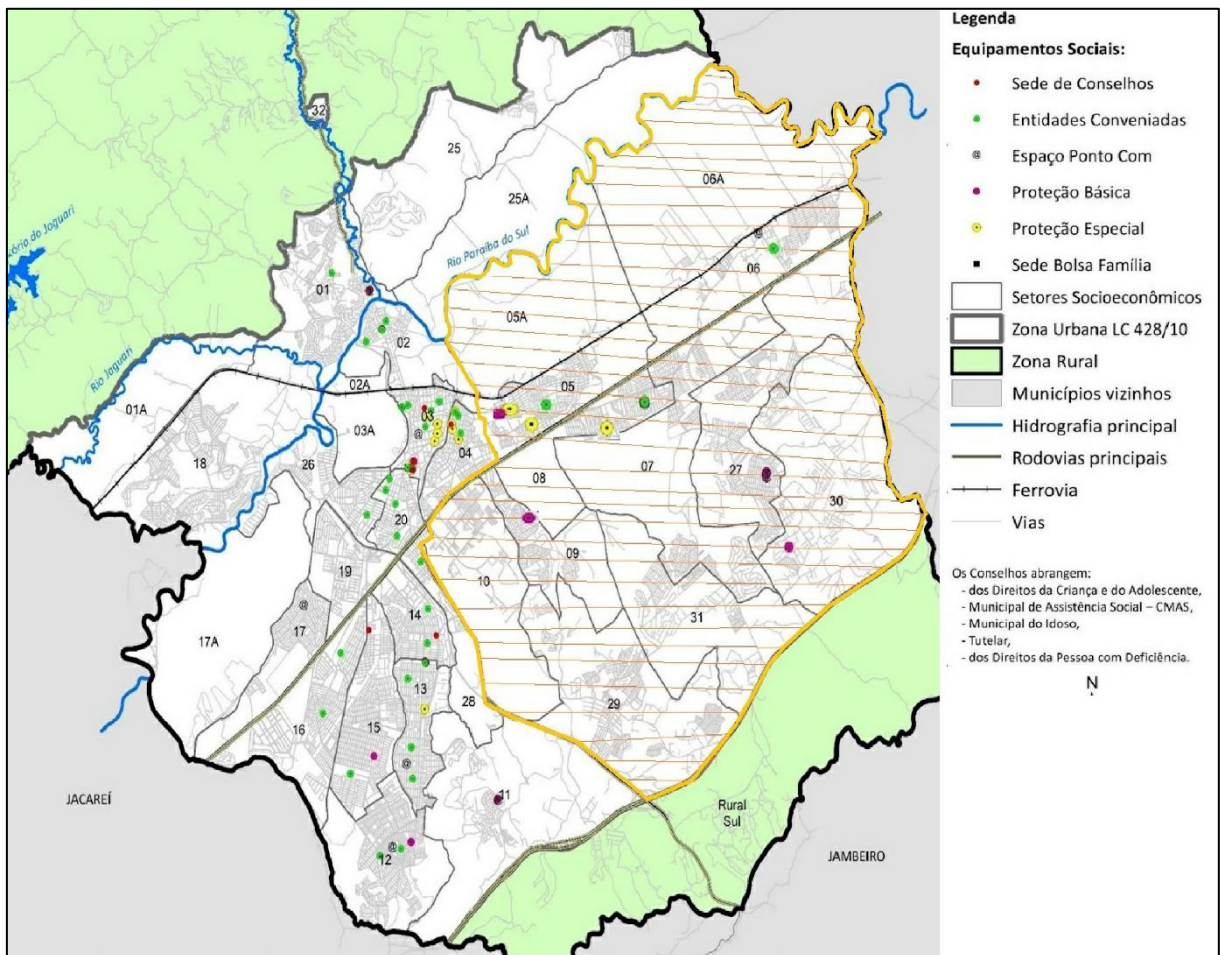 Legenda
Equipamentos Sociais:
Sede de Conselhos
Entidades Conveniadas
@ Espaço Ponto Com
Proteção Básica
Proteção Especial
Sede Bolsa Família
Setores Socioeconômicos
Zona Urbana LC 428/10
Zona Rural
Municípios vizinhos
Hidrografia principal
Rodovias principais
Ferrovia
Vias
Os Conselhos abrangem:
- dos Direitos da Criança e do Adolescente,
- Municipal de Assistência Social – CMAS,
- Municipal do Idoso,
- Tutelar,
- dos Direitos da Pessoa com Deficiência.
N
32
25
06A
25A
Rio Paraíba do Sul
do Jaguari
@
06
01
05A
02
Rio Jaguari
02A
05
01A
03
03A
@
04
18
26
08
07
27
30
20
09
19
10
14
@
17
31
17A
13
28
29
15
16
@
11
JACAREÍ
Rural
Sul
@
12
JAMBEIRO